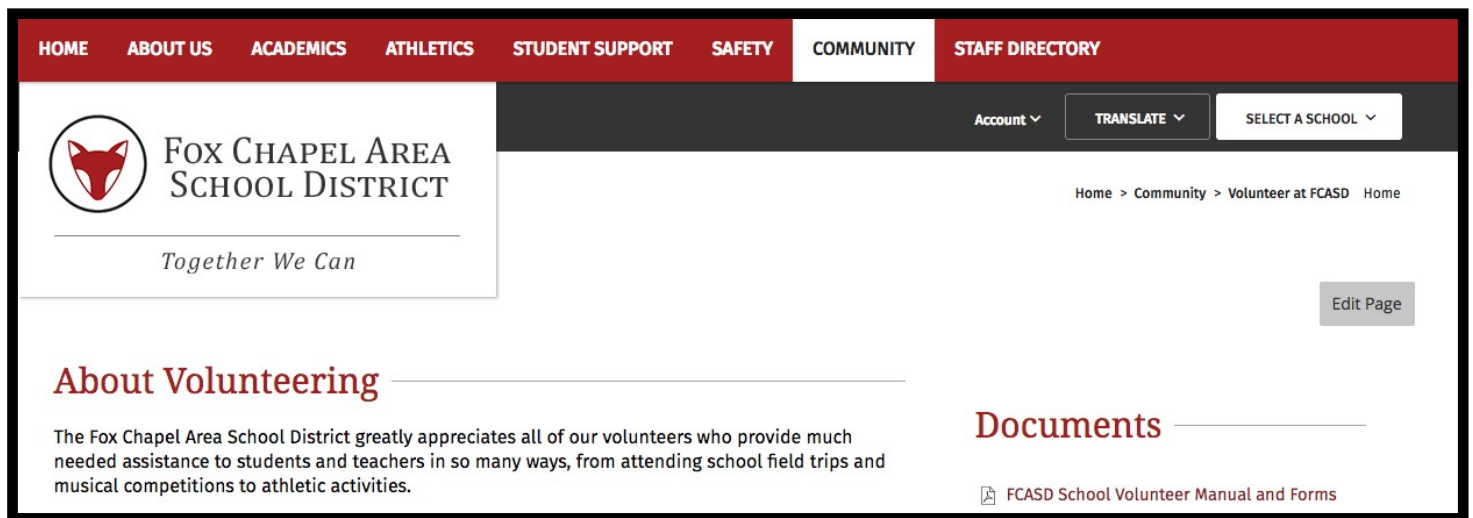 HOME ABOUT US ACADEMICS ATHLETICS STUDENT SUPPORT SAFETY COMMUNITY STAFF DIRECTORY
Account TRANSLATE SELECT A SCHOOL
FOX CHAPEL AREA
SCHOOL DISTRICT
Together We Can
Home > Community > Volunteer at FCASD Home
Edit Page
About Volunteering
The Fox Chapel Area School District greatly appreciates all of our volunteers who provide much
needed assistance to students and teachers in so many ways, from attending school field trips and
musical competitions to athletic activities.
Documents
FCASD School Volunteer Manual and Forms